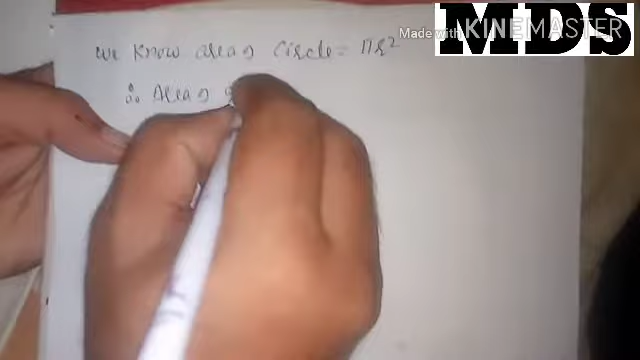 MDS
Made with KINEMASTER
We know area of circle = πr²
∴ Area of